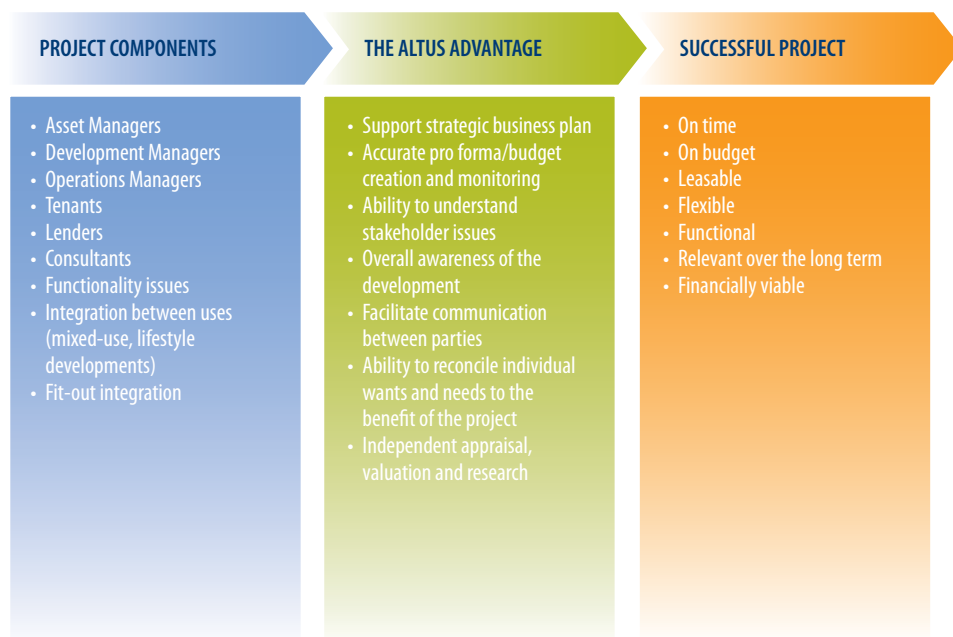 PROJECT COMPONENTS
• Asset Managers
• Development Managers
• Operations Managers
• Tenants
• Lenders
• Consultants
• Functionality issues
• Integration between uses
(mixed-use, lifestyle
developments)
• Fit-out integration
THE ALTUS ADVANTAGE
• Support strategic business plan
• Accurate pro forma/budget
creation and monitoring
• Ability to understand
stakeholder issues
• Overall awareness of the
development
• Facilitate communication
between parties
• Ability to reconcile individual
wants and needs to the
benefit of the project
• Independent appraisal,
valuation and research
SUCCESSFUL PROJECT
• On time
• On budget
• Leasable
• Flexible
• Functional
• Relevant over the long term
• Financially viable